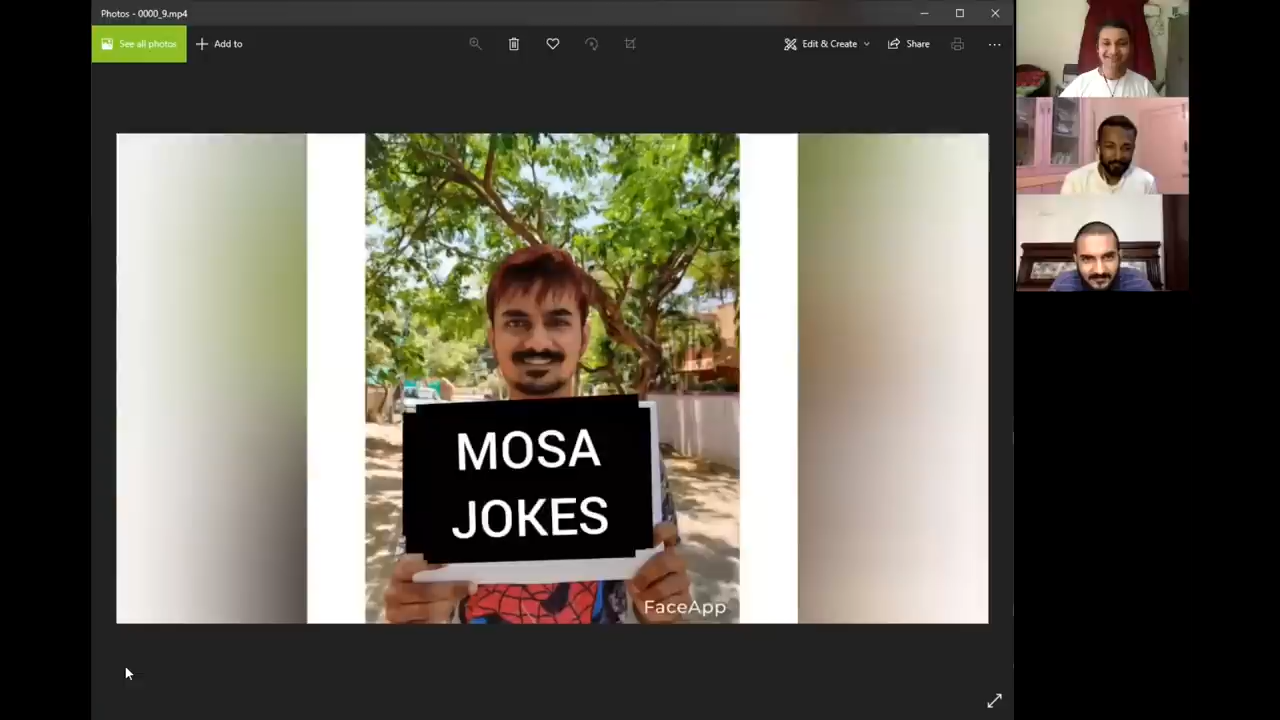 Photos - 0000_9.mp4
See all photos
Add to
Edit & Create
Share
MOSA
JOKES
FaceApp